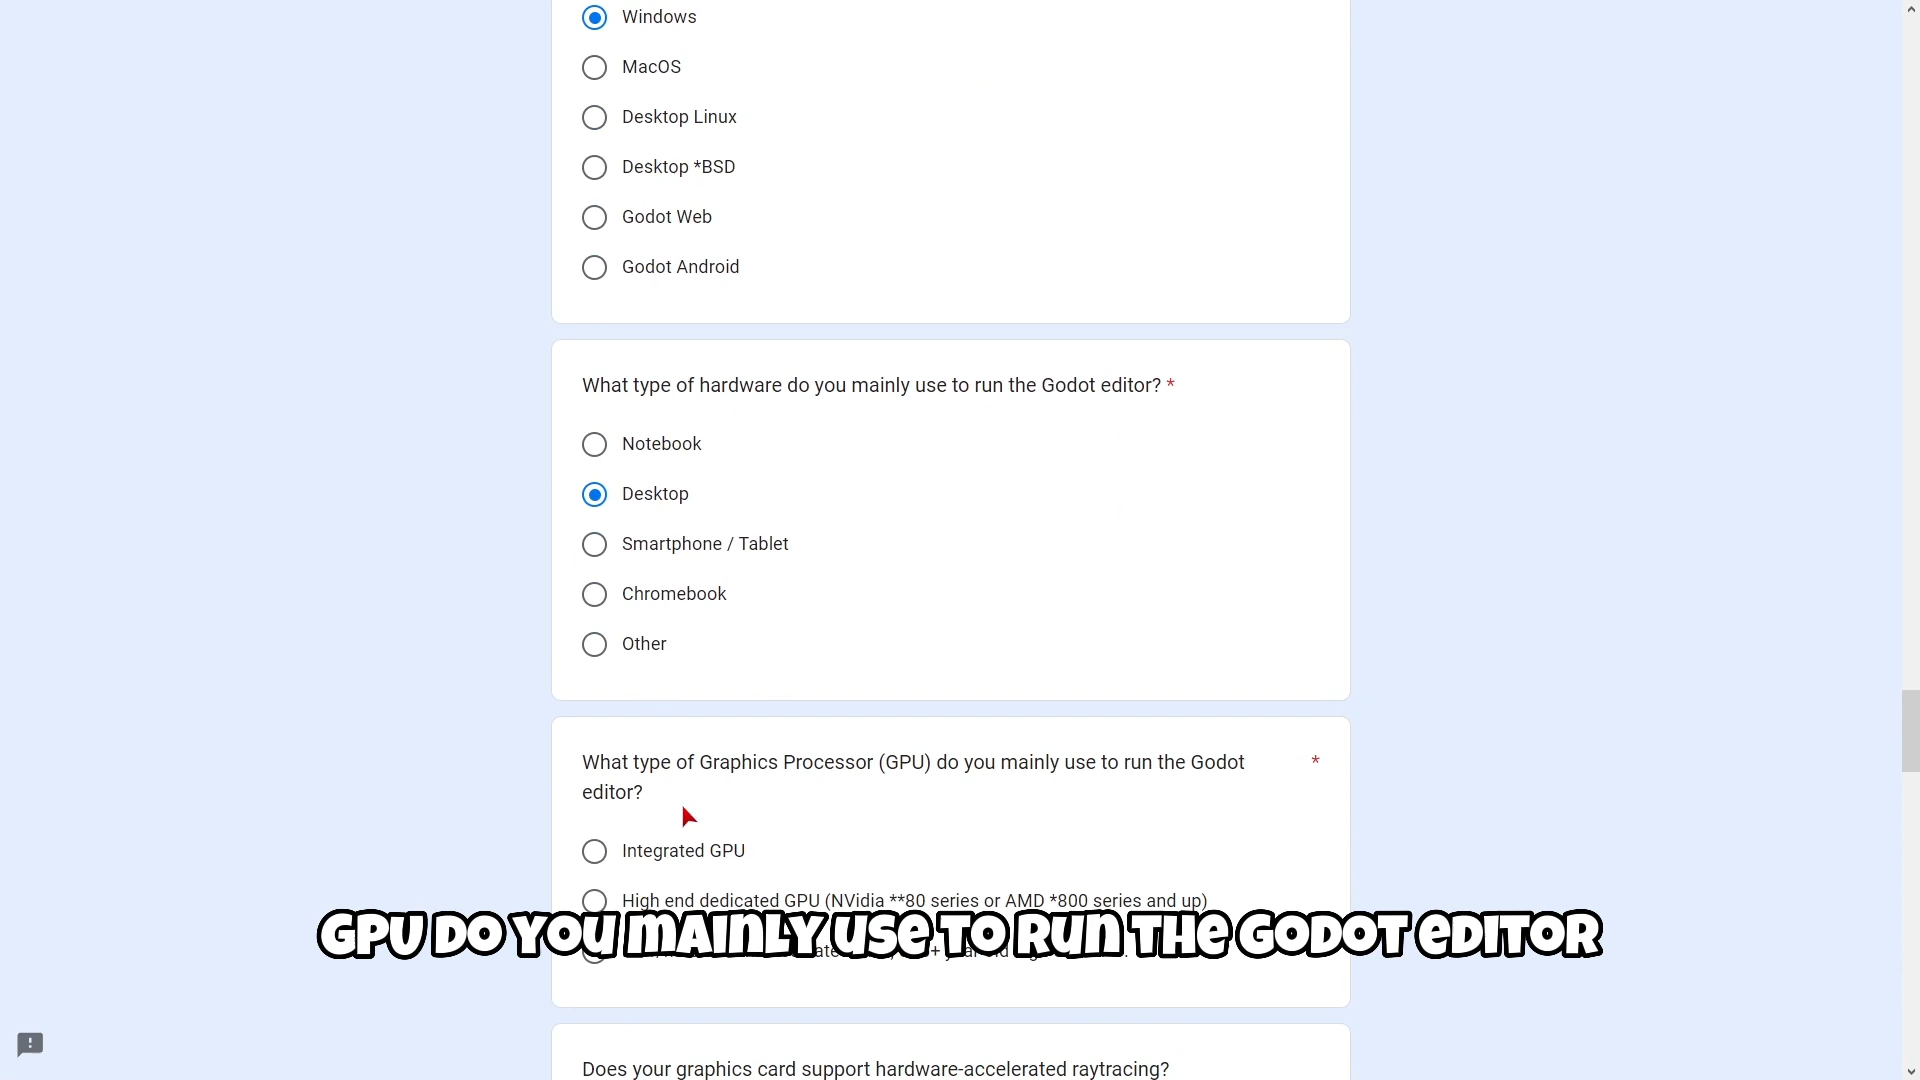 Windows
MacOS
Desktop Linux
Desktop *BSD
Godot Web
Godot Android
What type of hardware do you mainly use to run the Godot editor? *
Notebook
Desktop
Smartphone / Tablet
Chromebook
Other
What type of Graphics Processor (GPU) do you mainly use to run the Godot *
editor?
Integrated GPU
High end dedicated GPU (NVidia **80 series or AMD *800 series and up)
GPU DO YOU MAINLY USE TO RUN THE GODOT EDITOR
Does your graphics card support hardware-accelerated raytracing?